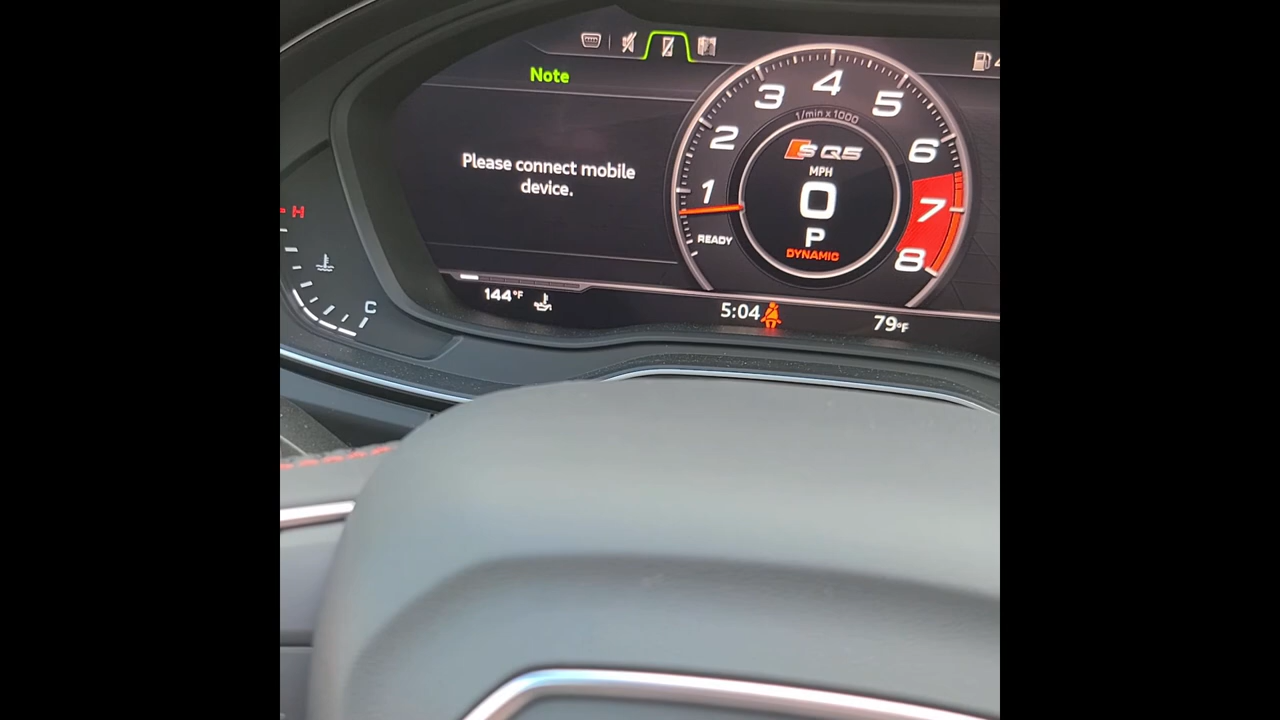 Note
Please connect mobile
device.
1
2
3
4
5
6
7
8
1/min x 1000
SQ5
MPH
0
P
DYNAMIC
READY
H
C
144°F
5:04
79°F